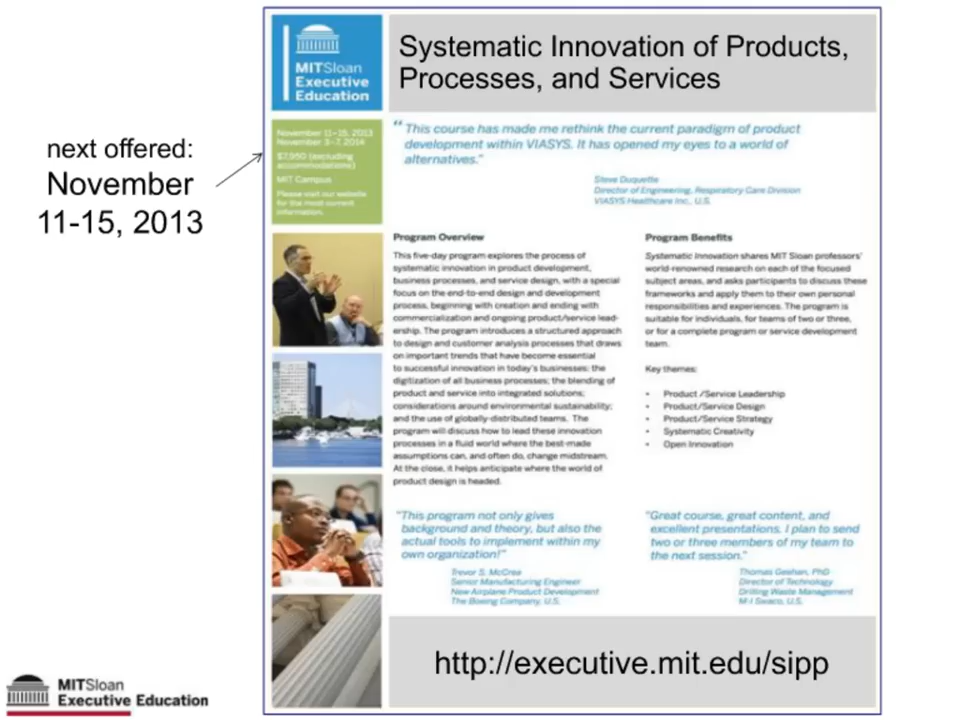 next offered:
November
11-15, 2013
MITSloan
Executive
Education
Systematic Innovation of Products,
Processes, and Services
November 11–15, 2013
November 3–7, 2014
$7,950 (excluding
accommodations)
MIT Campus
Please visit our website
for the most current
information.
"This course has made me rethink the current paradigm of product
development within VIASYS. It has opened my eyes to a world of
alternatives."
Steve Duquette
Director of Engineering, Respiratory Care Division
VIASYS Healthcare Inc., U.S.
Program Overview
This five-day program explores the process of
systematic innovation in product development,
business processes, and service design, with a special
focus on the end-to-end design and development
process, beginning with creation and ending with
commercialization and ongoing product/service lead-
ership. The program introduces a structured approach
to design and customer analysis processes that draws
on important trends that have become essential
to successful innovation in today's businesses: the
digitization of all business processes; the blending of
product and service into integrated solutions;
considerations around environmental sustainability;
and the use of globally-distributed teams. The
program will discuss how to lead these innovation
processes in a fluid world where the best-made
assumptions can, and often do, change midstream.
At the close, it helps anticipate where the world of
product design is headed.
Program Benefits
Systematic Innovation shares MIT Sloan professors'
world-renowned research on each of the focused
subject areas, and asks participants to discuss these
frameworks and apply them to their own personal
responsibilities and experiences. The program is
suitable for individuals, for teams of two or three,
or for a complete program or service development
team.
Key themes:
• Product /Service Leadership
• Product/Service Design
• Product/Service Strategy
• Systematic Creativity
• Open Innovation
"This program not only gives
background and theory, but also the
actual tools to implement within my
own organization!"
Trevor S. McCrea
Senior Manufacturing Engineer
New Airplane Product Development
The Boeing Company, U.S.
"Great course, great content, and
excellent presentations. I plan to send
two or three members of my team to
the next session."
Thomas Geehan, PhD
Director of Technology
Drilling Waste Management
M-I Swaco, U.S.
http://executive.mit.edu/sipp
MITSloan
Executive Education